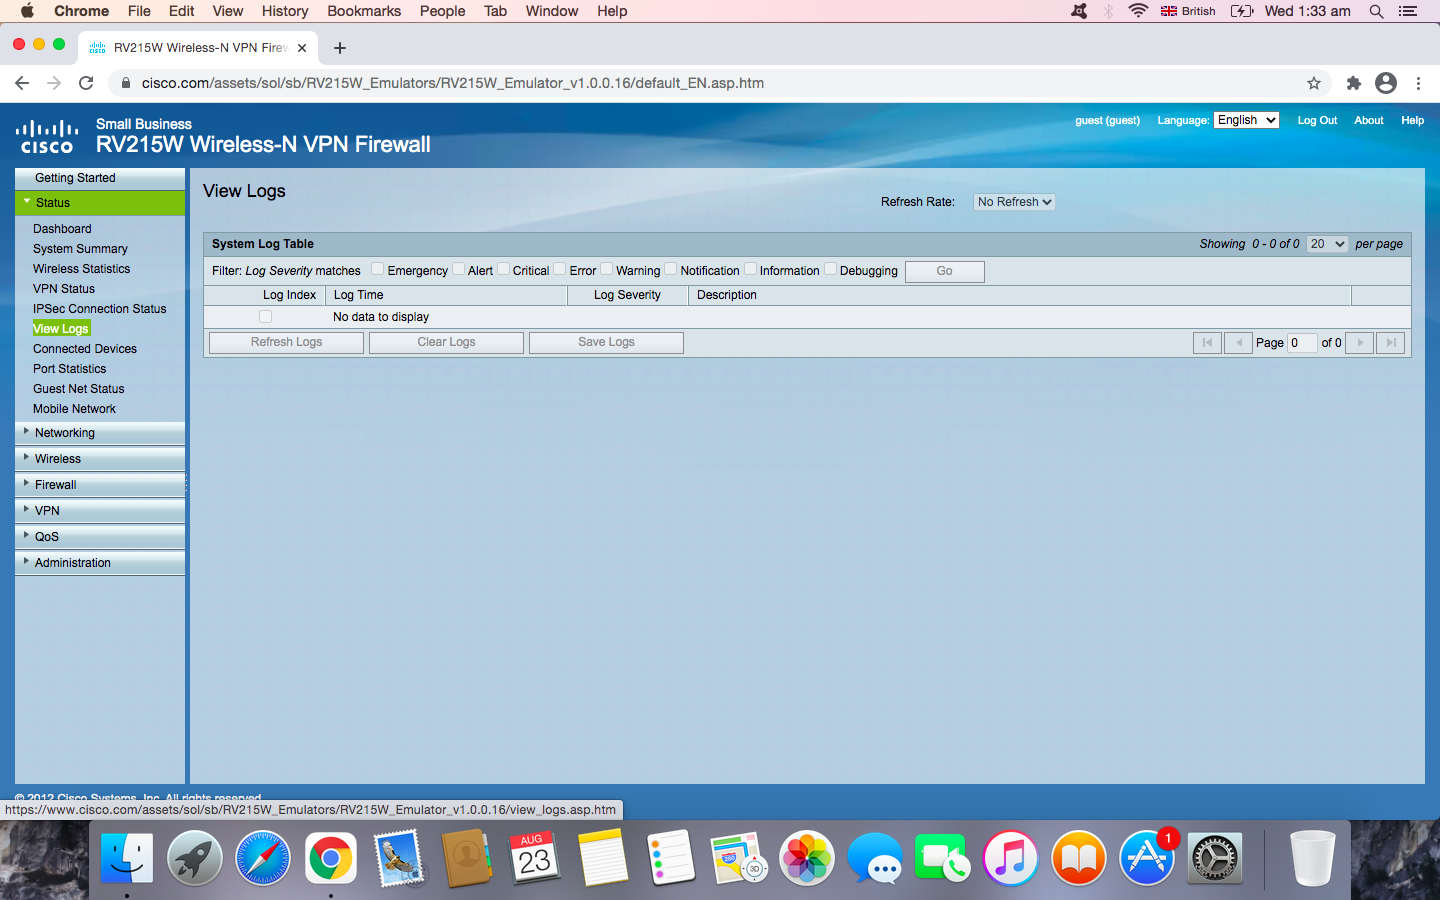 Chrome File Edit View History Bookmarks People Tab Window Help British Wed 1:33 am
RV215W Wireless-N VPN Firew
cisco.com/assets/sol/sb/RV215W_Emulators/RV215W_Emulator_v1.0.0.16/default_EN.asp.htm
guest (guest) Language: English Log Out About Help
Small Business
cisco RV215W Wireless-N VPN Firewall
Getting Started
Status
Dashboard
System Summary
Wireless Statistics
VPN Status
IPSec Connection Status
View Logs
Connected Devices
Port Statistics
Guest Net Status
Mobile Network
Networking
Wireless
Firewall
VPN
QoS
Administration
View Logs
Refresh Rate: No Refresh
System Log Table Showing 0 - 0 of 0 20 per page
Filter: Log Severity matches Emergency Alert Critical Error Warning Notification Information Debugging Go
Log Index Log Time Log Severity Description
No data to display
Refresh Logs Clear Logs Save Logs Page 0 of 0
© 2012 Cisco Systems, Inc. All rights reserved.
https://www.cisco.com/assets/sol/sb/RV215W_Emulators/RV215W_Emulator_v1.0.0.16/view_logs.asp.htm
AUG
23
280
3D
1